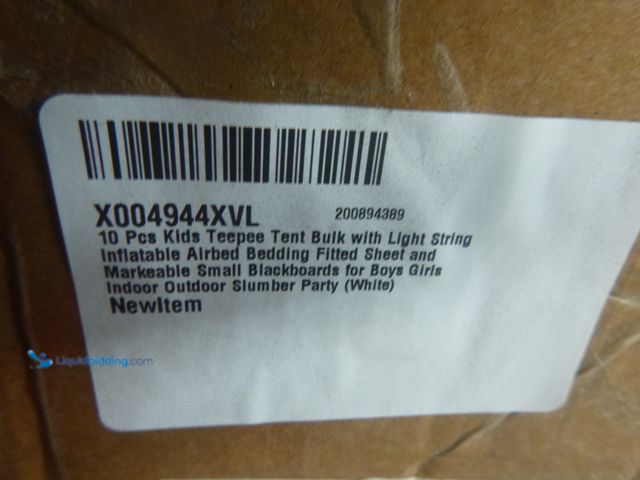 X004944XVL 200894389
10 Pcs Kids Teepee Tent Bulk with Light String
Inflatable Airbed Bedding Fitted Sheet and
Markeable Small Blackboards for Boys Girls
Indoor Outdoor Slumber Party (White)
NewItem
Liquidbidding.com